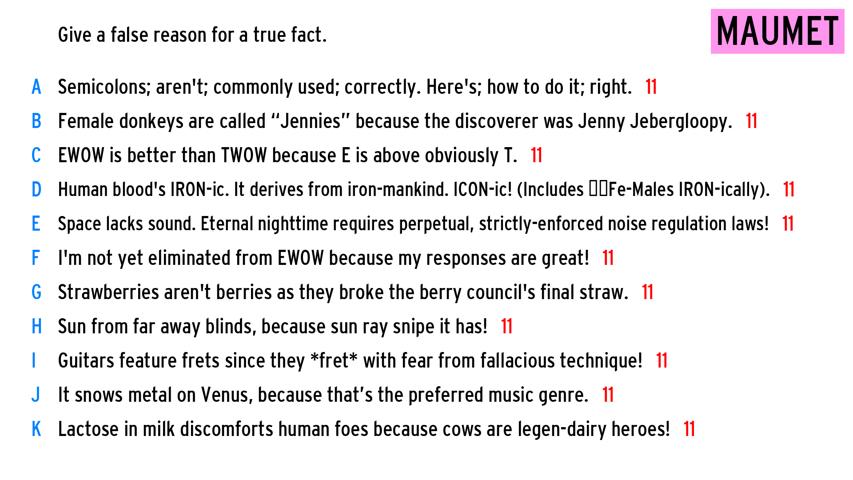 Give a false reason for a true fact.
MAUMET
A Semicolons; aren't; commonly used; correctly. Here's; how to do it; right. 11
B Female donkeys are called “Jennies” because the discoverer was Jenny Jebergloopy. 11
C EWOW is better than TWOW because E is above obviously T. 11
D Human blood's IRON-ic. It derives from iron-mankind. ICON-ic! (Includes ▯▯Fe-Males IRON-ically). 11
E Space lacks sound. Eternal nighttime requires perpetual, strictly-enforced noise regulation laws! 11
F I'm not yet eliminated from EWOW because my responses are great! 11
G Strawberries aren't berries as they broke the berry council's final straw. 11
H Sun from far away blinds, because sun ray snipe it has! 11
I Guitars feature frets since they *fret* with fear from fallacious technique! 11
J It snows metal on Venus, because that’s the preferred music genre. 11
K Lactose in milk discomforts human foes because cows are legen-dairy heroes! 11